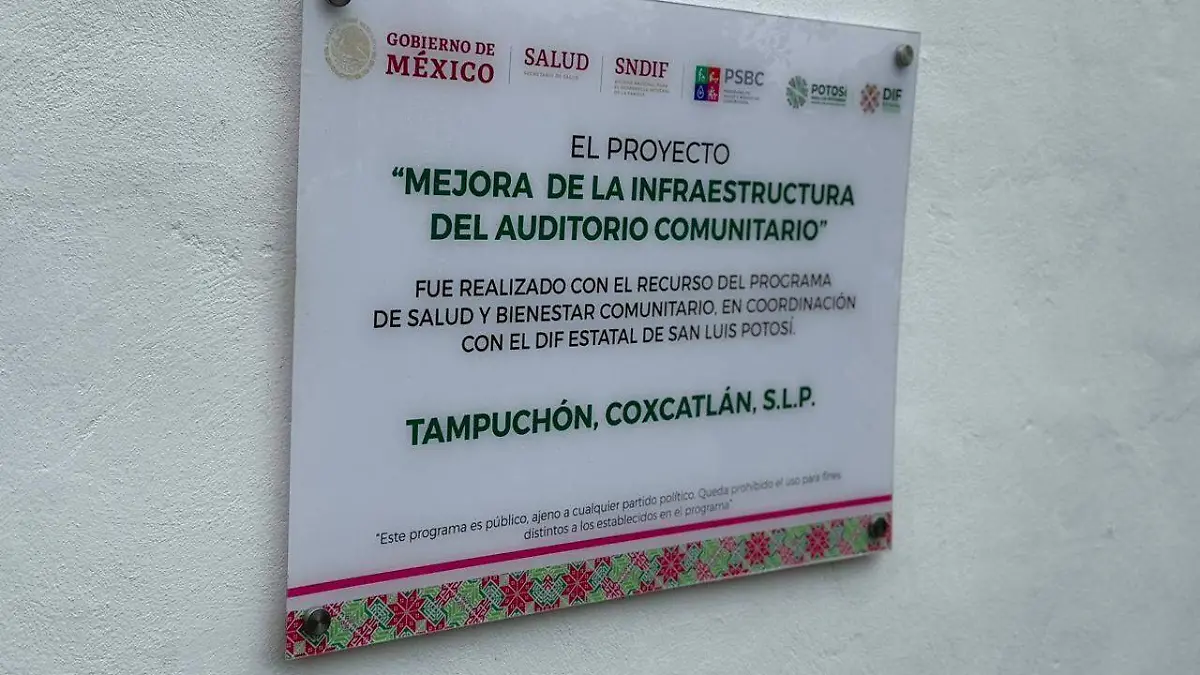 GOBIERNO DE
MÉXICO
SALUD
SECRETARÍA DE SALUD
SNDIF
PSBC
POTOSÍ
DIF
EL PROYECTO
“MEJORA DE LA INFRAESTRUCTURA
DEL AUDITORIO COMUNITARIO”
FUE REALIZADO CON EL RECURSO DEL PROGRAMA
DE SALUD Y BIENESTAR COMUNITARIO, EN COORDINACIÓN
CON EL DIF ESTATAL DE SAN LUIS POTOSÍ.
TAMPUCHÓN, COXCATLÁN, S.L.P.
“Este programa es público, ajeno a cualquier partido político. Queda prohibido el uso para fines
distintos a los establecidos en el programa”